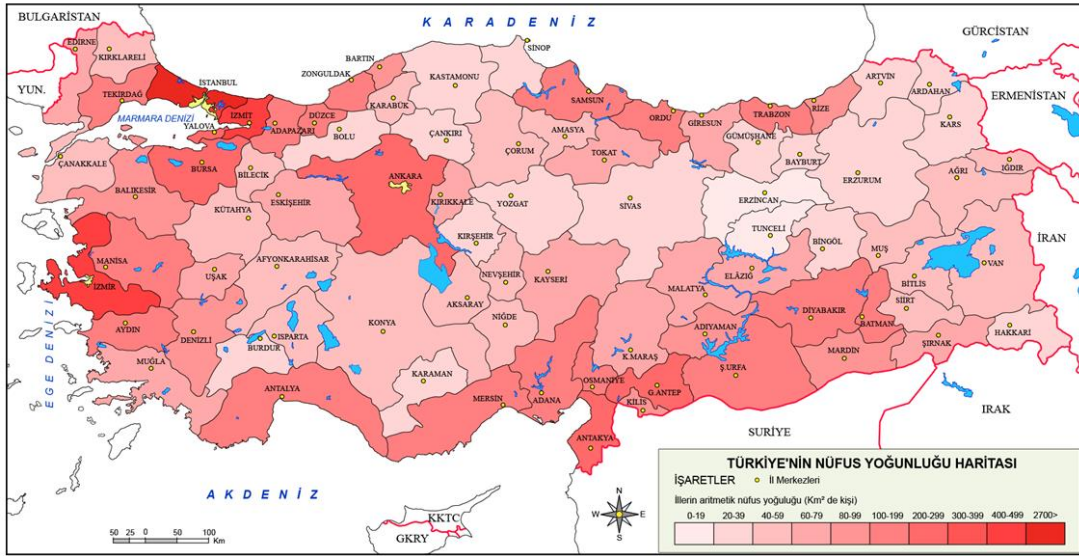 BULGARİSTAN
K A R A D E N İ Z
GÜRCİSTAN
EDİRNE
KIRKLARELİ
SİNOP
BARTIN
ZONGULDAK
KASTAMONU
ARTVİN
ARDAHAN
YUN.
TEKİRDAĞ
İSTANBUL
KARABÜK
SAMSUN
ORDU
GİRESUN
TRABZON
RİZE
ERMENİSTAN
MARMARA DENİZİ
YALOVA
İZMİT
ADAPAZARI
DÜZCE
BOLU
ÇANKIRI
ÇORUM
AMASYA
TOKAT
GÜMÜŞHANE
BAYBURT
KARS
ÇANAKKALE
BURSA
BİLECİK
BALIKESİR
ESKİŞEHİR
ANKARA
KIRIKKALE
YOZGAT
SİVAS
ERZİNCAN
ERZURUM
AĞRI
IĞDIR
KÜTAHYA
KIRŞEHİR
TUNCELİ
BİNGÖL
MUŞ
İRAN
MANİSA
İZMİR
UŞAK
AFYONKARAHİSAR
NEVŞEHİR
KAYSERİ
MALATYA
ELAZIĞ
BİTLİS
VAN
AKSARAY
SİİRT
EGE DENİZİ
AYDIN
DENİZLİ
BURDUR
ISPARTA
KONYA
NİĞDE
K.MARAŞ
ADIYAMAN
DİYABAKIR
BATMAN
HAKKARİ
MUĞLA
ANTALYA
KARAMAN
MERSİN
ADANA
OSMANİYE
G.ANTEP
KİLİS
Ş.URFA
MARDİN
ŞIRNAK
ANTAKYA
SURİYE
IRAK
A K D E N İ Z
KKTC
GKRY
50 25 0 50 100
Km
N
W E
S
TÜRKİYE'NİN NÜFUS YOĞUNLUĞU HARİTASI
İŞARETLER İl Merkezleri
İllerin aritmetik nüfus yoğuluğu (Km² de kişi)
0-19 20-39 40-59 60-79 80-99 100-199 200-299 300-399 400-499 2700>